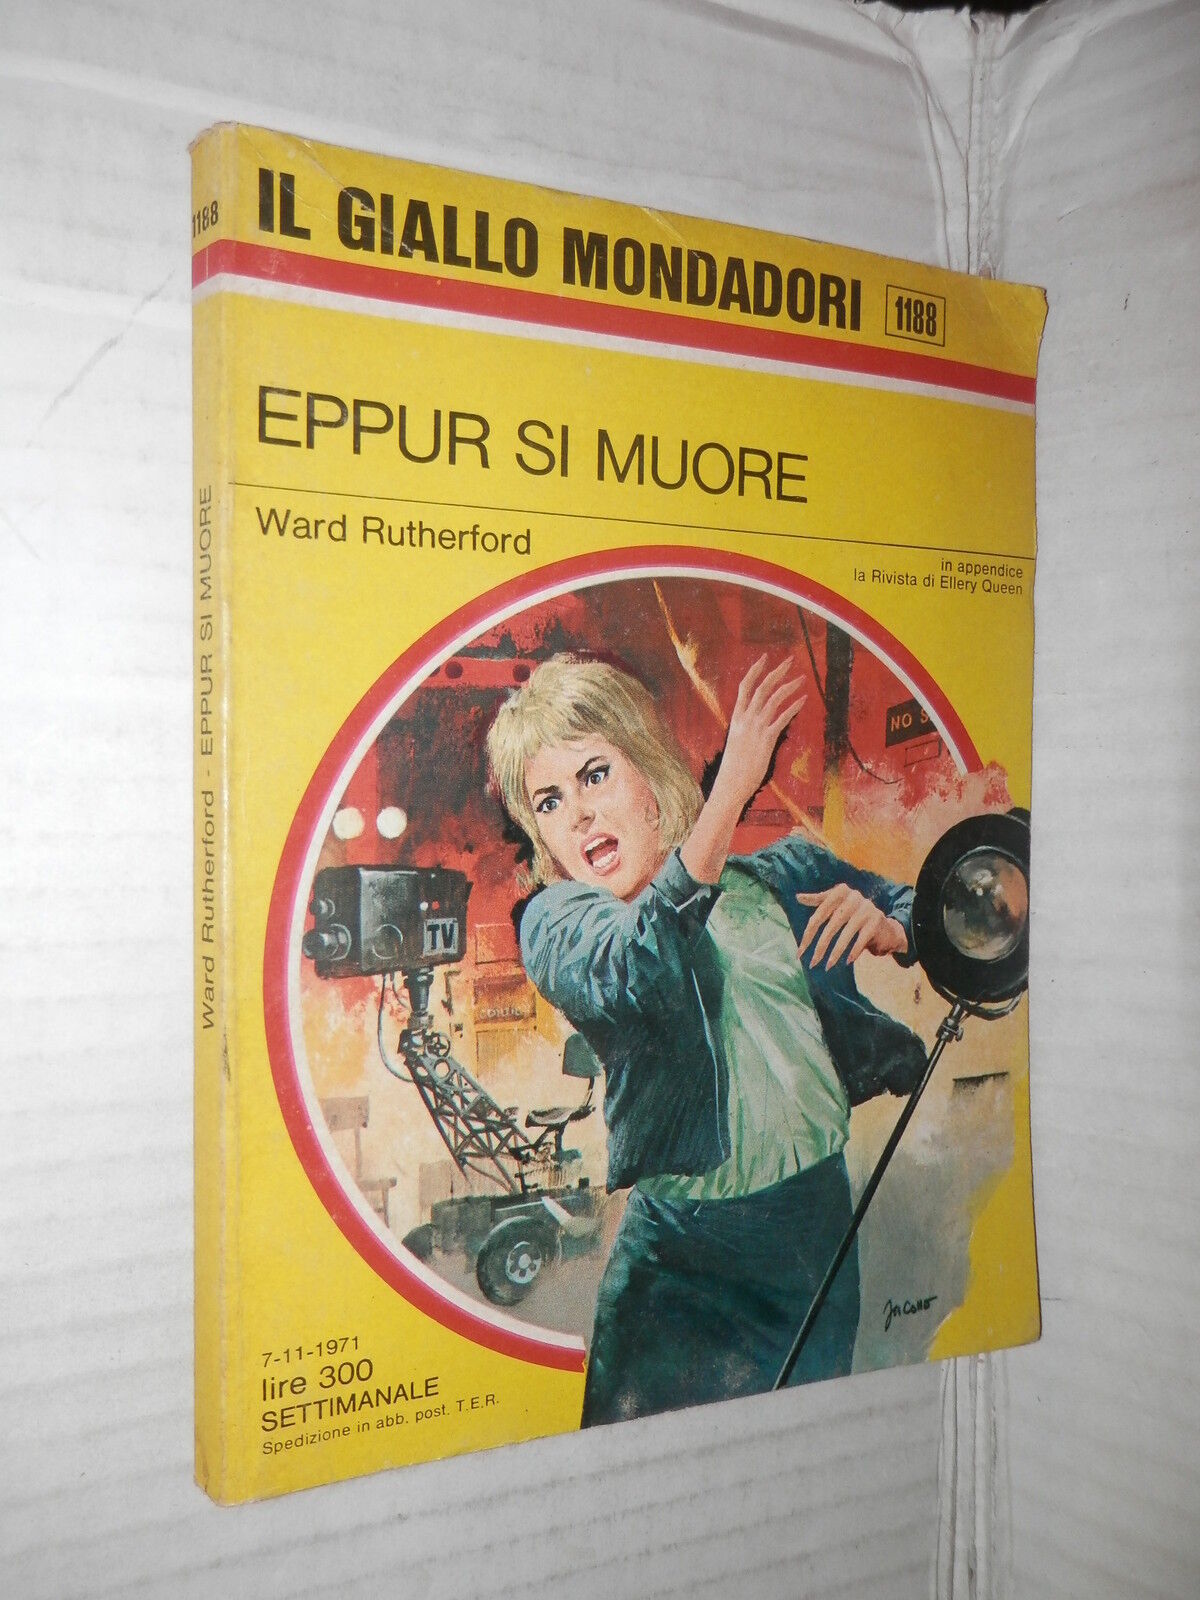 IL GIALLO MONDADORI 1188
EPPUR SI MUORE
Ward Rutherford
in appendice
la Rivista di Ellery Queen
NO S
TV
7-11-1971
lire 300
SETTIMANALE
Spedizione in abb. post. T.E.R.
1188
Ward Rutherford - EPPUR SI MUORE